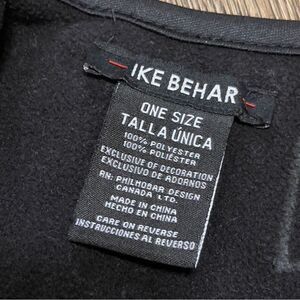 IKE BEHAR
ONE SIZE
TALLA ÚNICA
100% POLYESTER
100% POLIÉSTER
EXCLUSIVE OF DECORATION
EXCLUSIVO DE ADORNOS
RN: PHILHOBAR DESIGN
CANADA LTD.
MADE IN CHINA
HECHO EN CHINA
CARE ON REVERSE
INSTRUCCIONES AL REVERSO